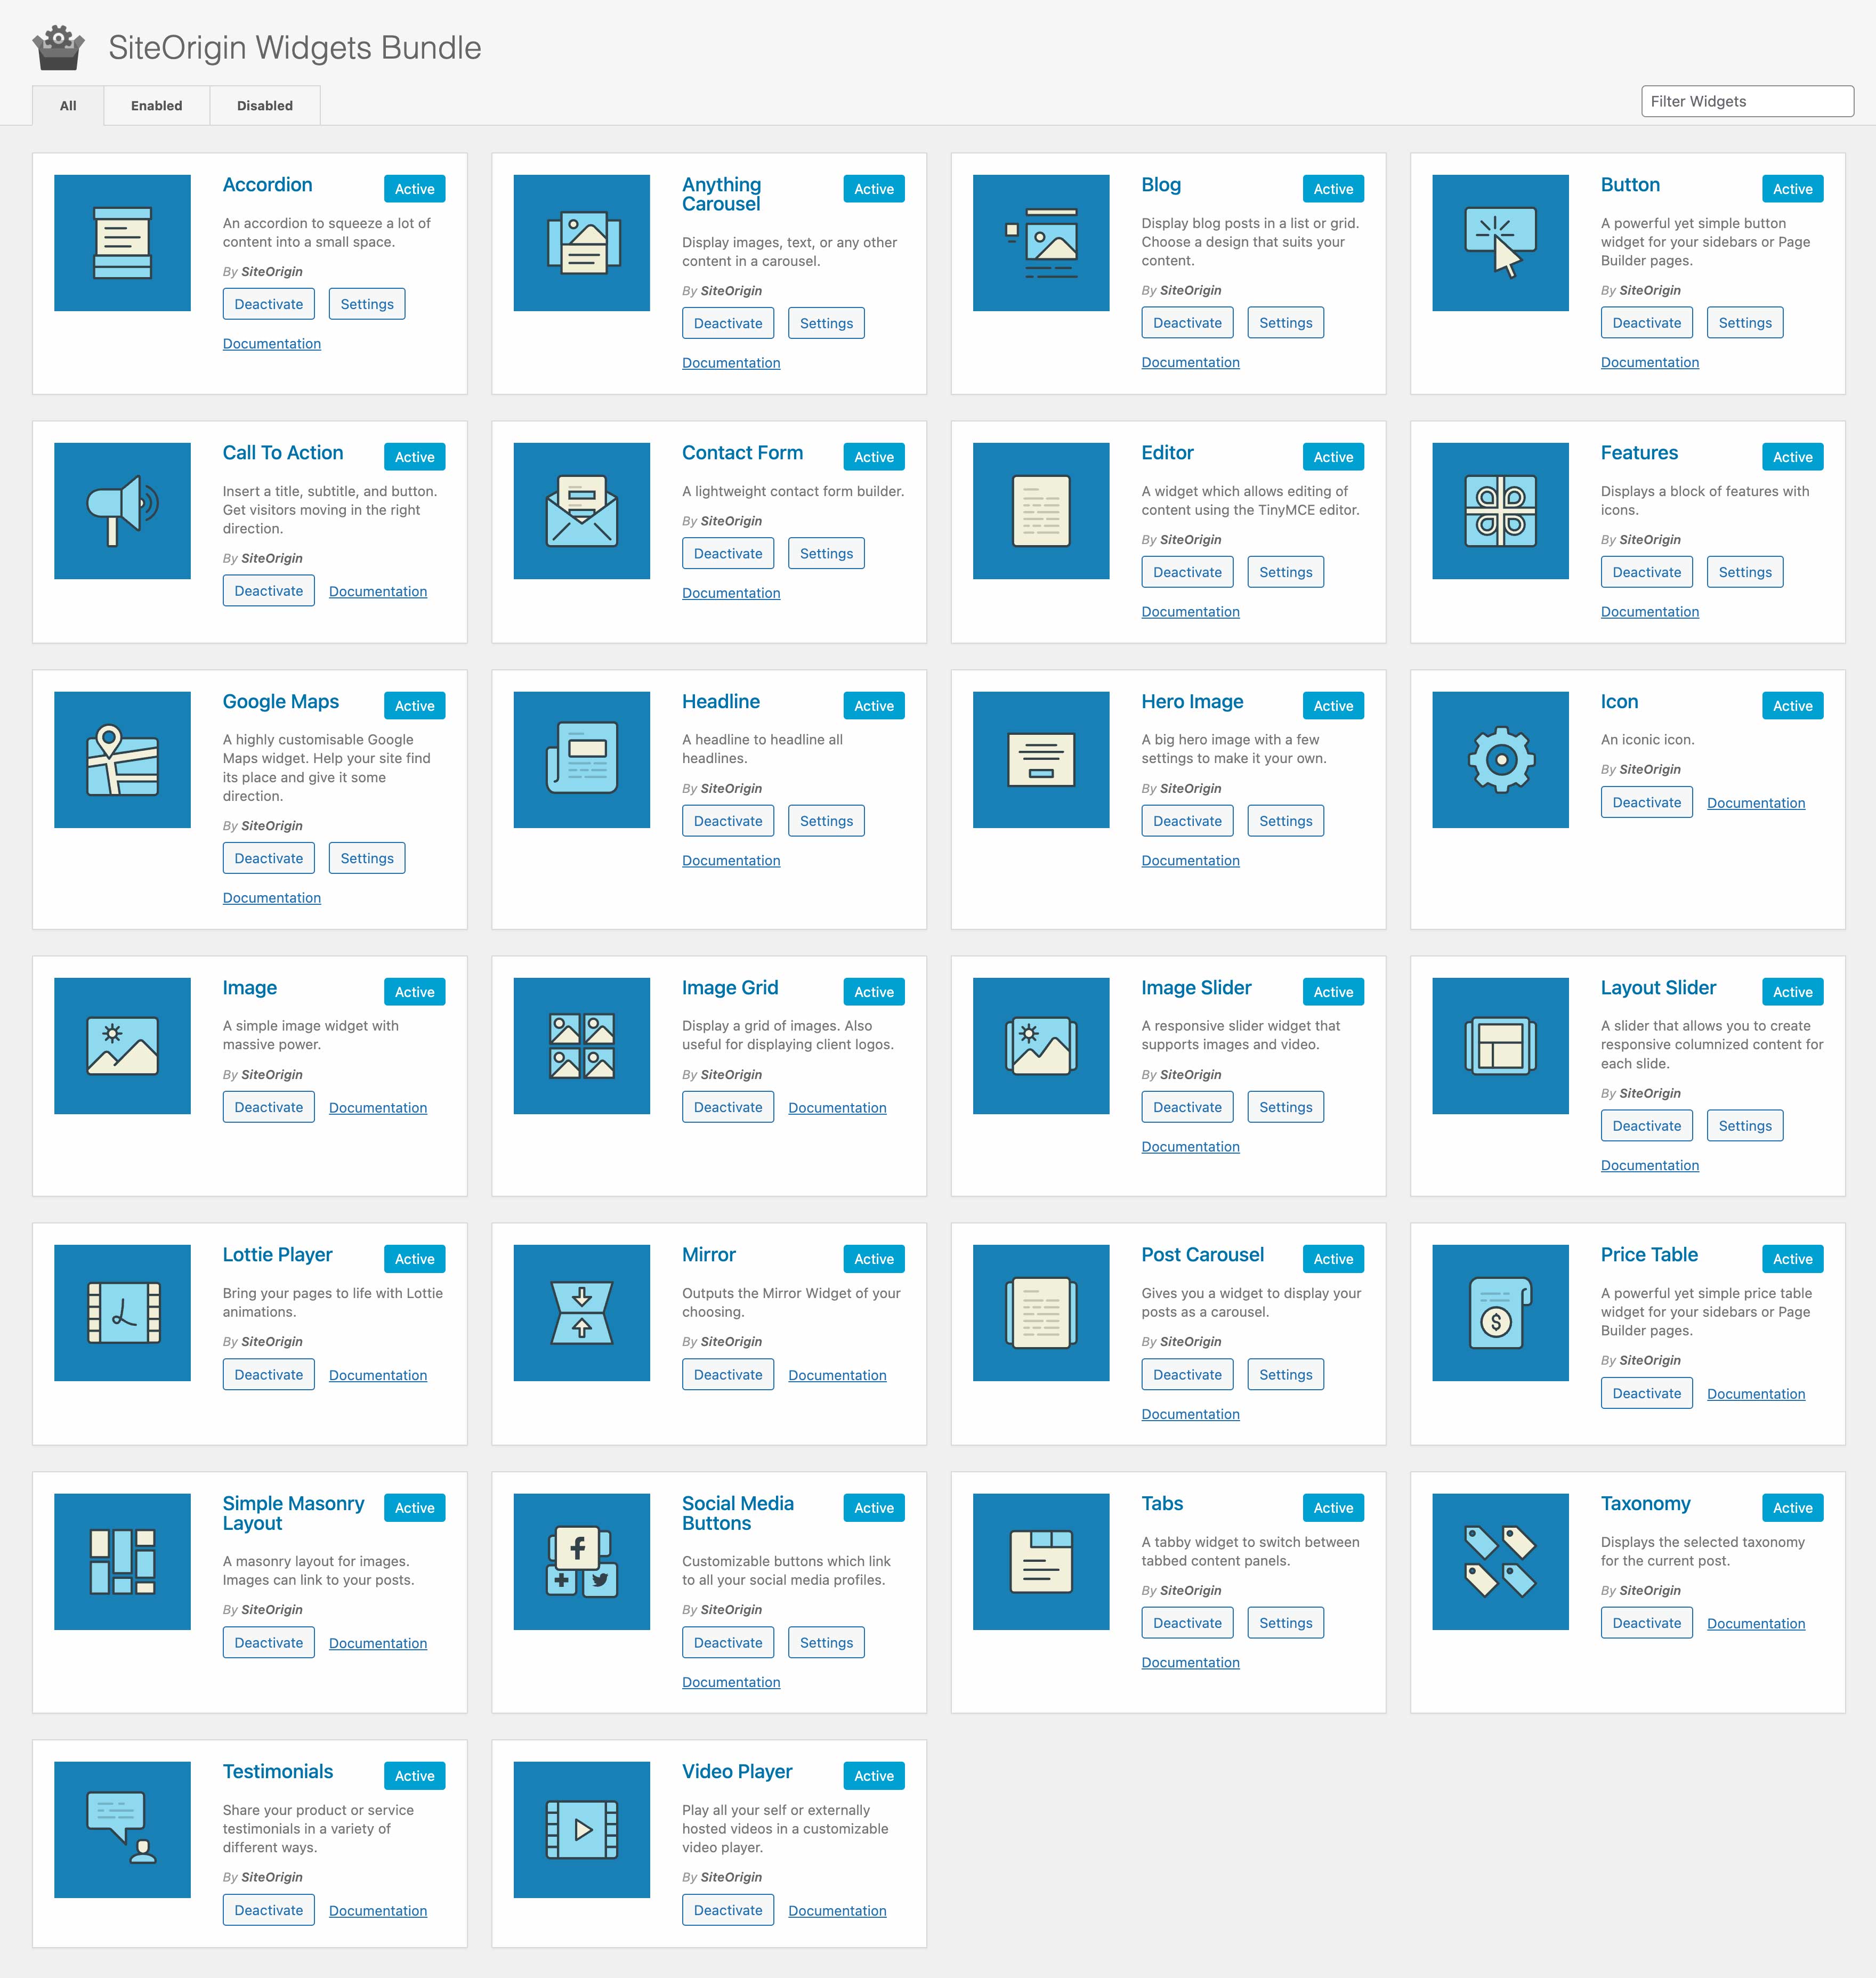 SiteOrigin Widgets Bundle
All
Enabled
Disabled
Filter Widgets
Accordion
Active
An accordion to squeeze a lot of
content into a small space.
By SiteOrigin
Deactivate
Settings
Documentation
Anything
Carousel
Active
Display images, text, or any other
content in a carousel.
By SiteOrigin
Deactivate
Settings
Documentation
Blog
Active
Display blog posts in a list or grid.
Choose a design that suits your
content.
By SiteOrigin
Deactivate
Settings
Documentation
Button
Active
A powerful yet simple button
widget for your sidebars or Page
Builder pages.
By SiteOrigin
Deactivate
Settings
Documentation
Call To Action
Active
Insert a title, subtitle, and button.
Get visitors moving in the right
direction.
By SiteOrigin
Deactivate
Documentation
Contact Form
Active
A lightweight contact form builder.
By SiteOrigin
Deactivate
Settings
Documentation
Editor
Active
A widget which allows editing of
content using the TinyMCE editor.
By SiteOrigin
Deactivate
Settings
Documentation
Features
Active
Displays a block of features with
icons.
By SiteOrigin
Deactivate
Settings
Documentation
Google Maps
Active
A highly customisable Google
Maps widget. Help your site find
its place and give it some
direction.
By SiteOrigin
Deactivate
Settings
Documentation
Headline
Active
A headline to headline all
headlines.
By SiteOrigin
Deactivate
Settings
Documentation
Hero Image
Active
A big hero image with a few
settings to make it your own.
By SiteOrigin
Deactivate
Settings
Documentation
Icon
Active
An iconic icon.
By SiteOrigin
Deactivate
Documentation
Image
Active
A simple image widget with
massive power.
By SiteOrigin
Deactivate
Documentation
Image Grid
Active
Display a grid of images. Also
useful for displaying client logos.
By SiteOrigin
Deactivate
Documentation
Image Slider
Active
A responsive slider widget that
supports images and video.
By SiteOrigin
Deactivate
Settings
Documentation
Layout Slider
Active
A slider that allows you to create
responsive columnized content for
each slide.
By SiteOrigin
Deactivate
Settings
Documentation
Lottie Player
Active
Bring your pages to life with Lottie
animations.
By SiteOrigin
Deactivate
Documentation
Mirror
Active
Outputs the Mirror Widget of your
choosing.
By SiteOrigin
Deactivate
Documentation
Post Carousel
Active
Gives you a widget to display your
posts as a carousel.
By SiteOrigin
Deactivate
Settings
Documentation
$
Price Table
Active
A powerful yet simple price table
widget for your sidebars or Page
Builder pages.
By SiteOrigin
Deactivate
Documentation
Simple Masonry
Layout
Active
A masonry layout for images.
Images can link to your posts.
By SiteOrigin
Deactivate
Documentation
Social Media
Buttons
Active
Customizable buttons which link
to all your social media profiles.
By SiteOrigin
Deactivate
Settings
Documentation
Tabs
Active
A tabby widget to switch between
tabbed content panels.
By SiteOrigin
Deactivate
Settings
Documentation
Taxonomy
Active
Displays the selected taxonomy
for the current post.
By SiteOrigin
Deactivate
Documentation
Testimonials
Active
Share your product or service
testimonials in a variety of
different ways.
By SiteOrigin
Deactivate
Documentation
Video Player
Active
Play all your self or externally
hosted videos in a customizable
video player.
By SiteOrigin
Deactivate
Documentation